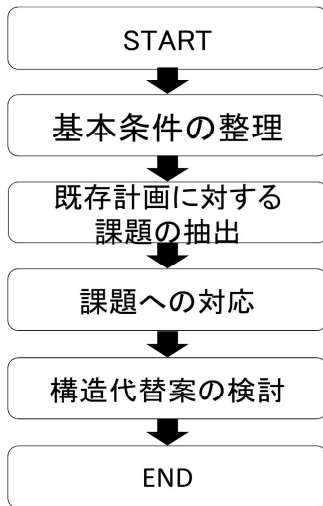 START
基本条件の整理
既存計画に対する
課題の抽出
課題への対応
構造代替案の検討
END